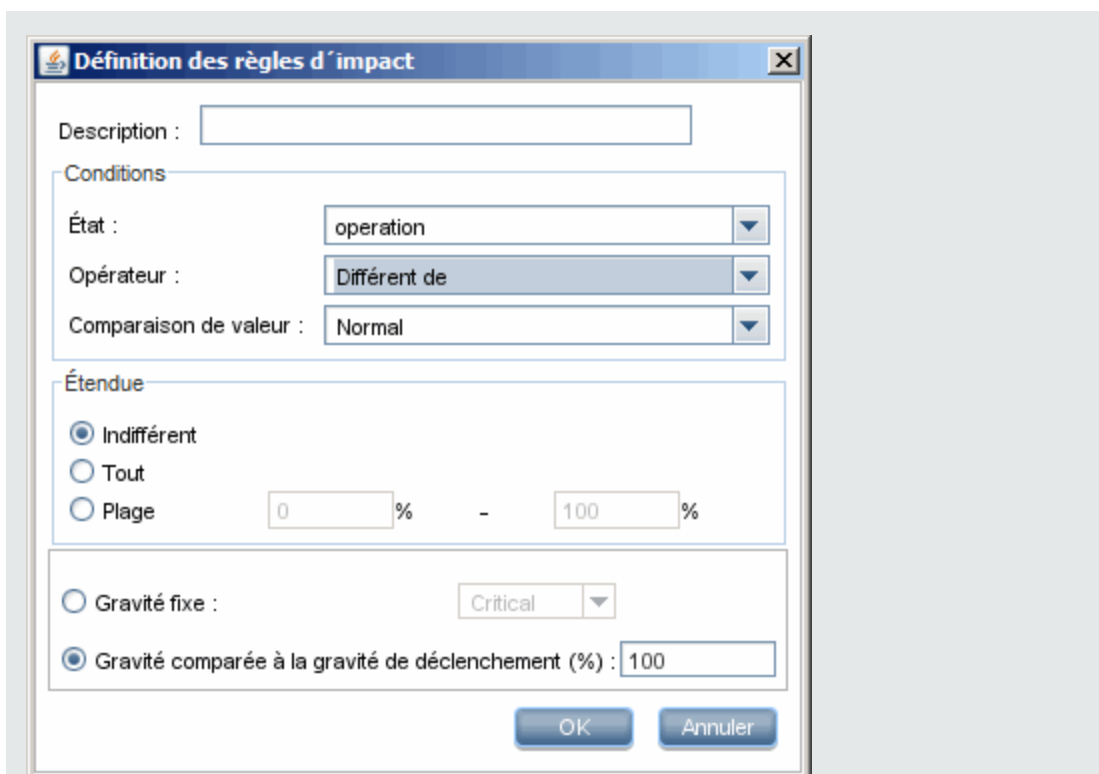 Définition des règles d´impact
Description :
Conditions
État : operation
Opérateur : Différent de
Comparaison de valeur : Normal
Étendue
Indifférent
Tout
Plage 0 % - 100 %
Gravité fixe : Critical
Gravité comparée à la gravité de déclenchement (%) : 100
OK Annuler